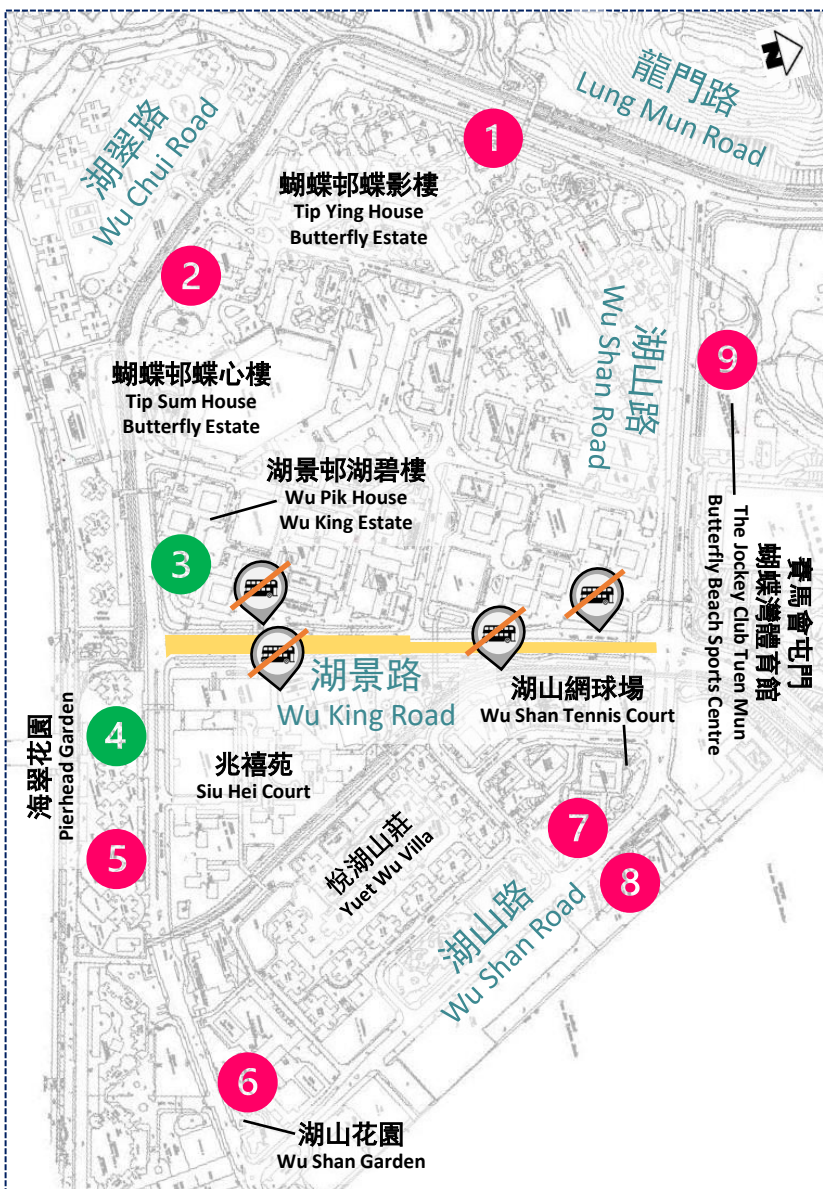 N
龍門路
Lung Mun Road
湖翠路
Wu Chui Road
1
蝴蝶邨蝶影樓
Tip Ying House
Butterfly Estate
2
湖山路
Wu Shan Road
9
蝴蝶邨蝶心樓
Tip Sum House
Butterfly Estate
湖景邨湖碧樓
Wu Pik House
Wu King Estate
3
賽馬會屯門
蝴蝶灣體育館
The Jockey Club Tuen Mun
Butterfly Beach Sports Centre
湖景路
Wu King Road
湖山網球場
Wu Shan Tennis Court
4
海翠花園
Pierhead Garden
兆禧苑
Siu Hei Court
5
悅湖山莊
Yuet Wu Villa
7
8
湖山路
Wu Shan Road
6
湖山花園
Wu Shan Garden